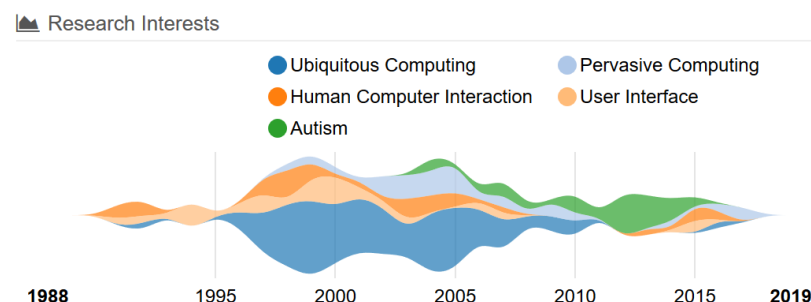 Research Interests
Ubiquitous Computing Pervasive Computing
Human Computer Interaction User Interface
Autism
1988 1995 2000 2005 2010 2015 2019